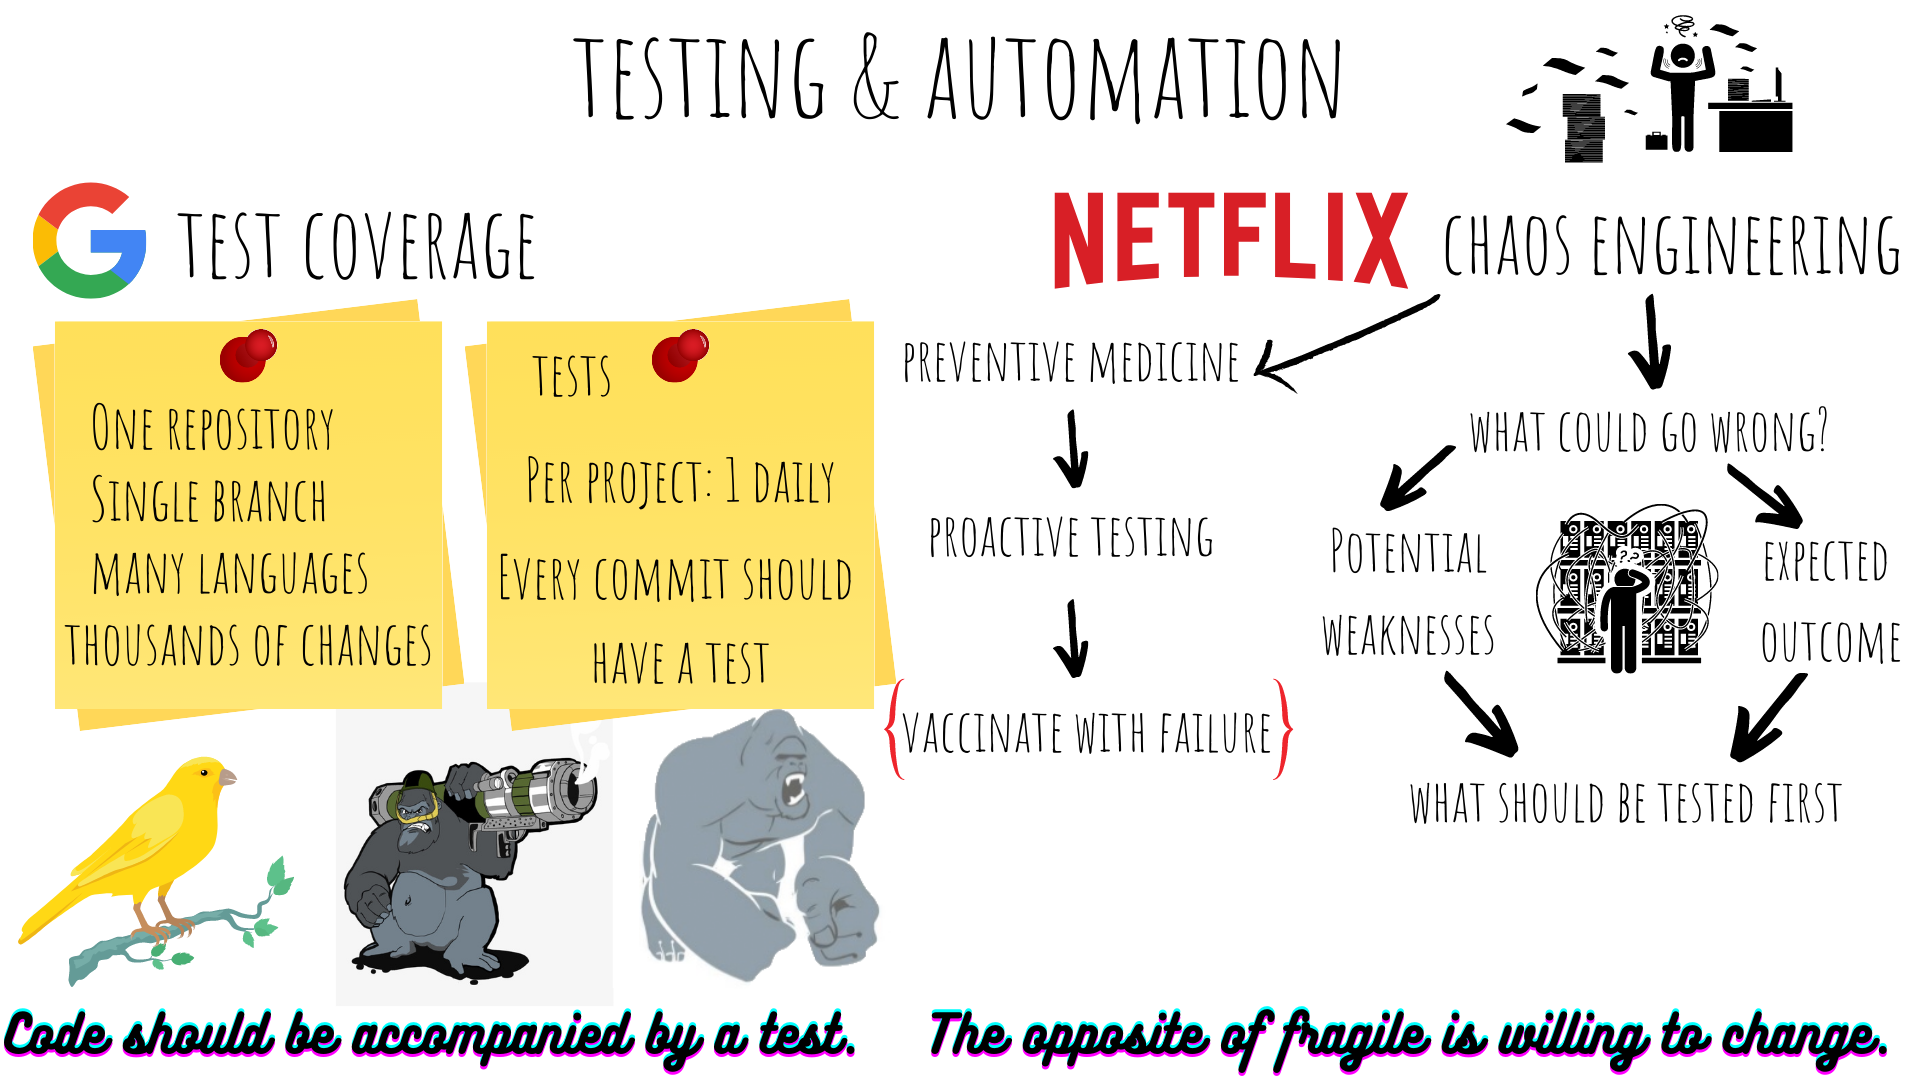 TESTING & AUTOMATION
G TEST COVERAGE
ONE REPOSITORY
SINGLE BRANCH
MANY LANGUAGES
THOUSANDS OF CHANGES
TESTS
PER PROJECT: 1 DAILY
EVERY COMMIT SHOULD
HAVE A TEST
NETFLIX CHAOS ENGINEERING
PREVENTIVE MEDICINE
PROACTIVE TESTING
{VACCINATE WITH FAILURE}
WHAT COULD GO WRONG?
POTENTIAL
WEAKNESSES
??
EXPECTED
OUTCOME
WHAT SHOULD BE TESTED FIRST
Code should be accompanied by a test.
The opposite of fragile is willing to change.